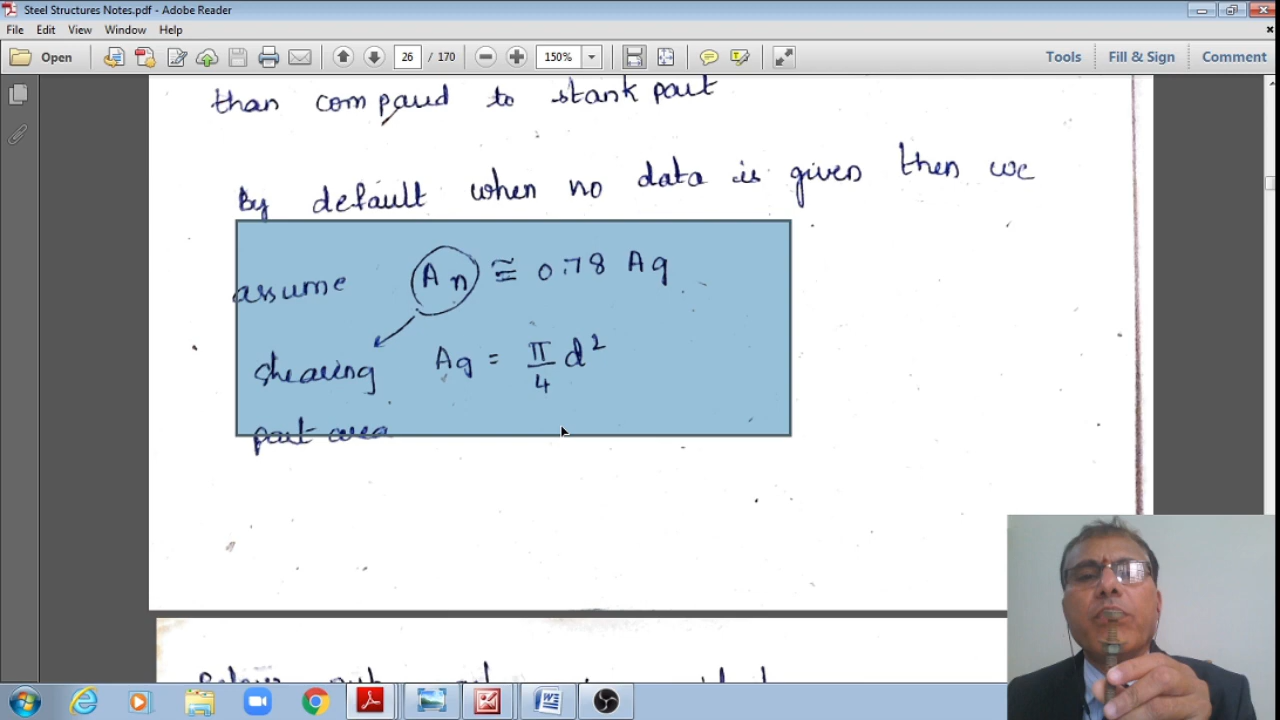 Steel Structures Notes.pdf - Adobe Reader
File Edit View Window Help
Open 26 / 170 150% Tools Fill & Sign Comment
than compared to stank part
By default when no data is given then we
assume An ≅ 0.78 Ag
shearing Ag = π/4 d²
part area